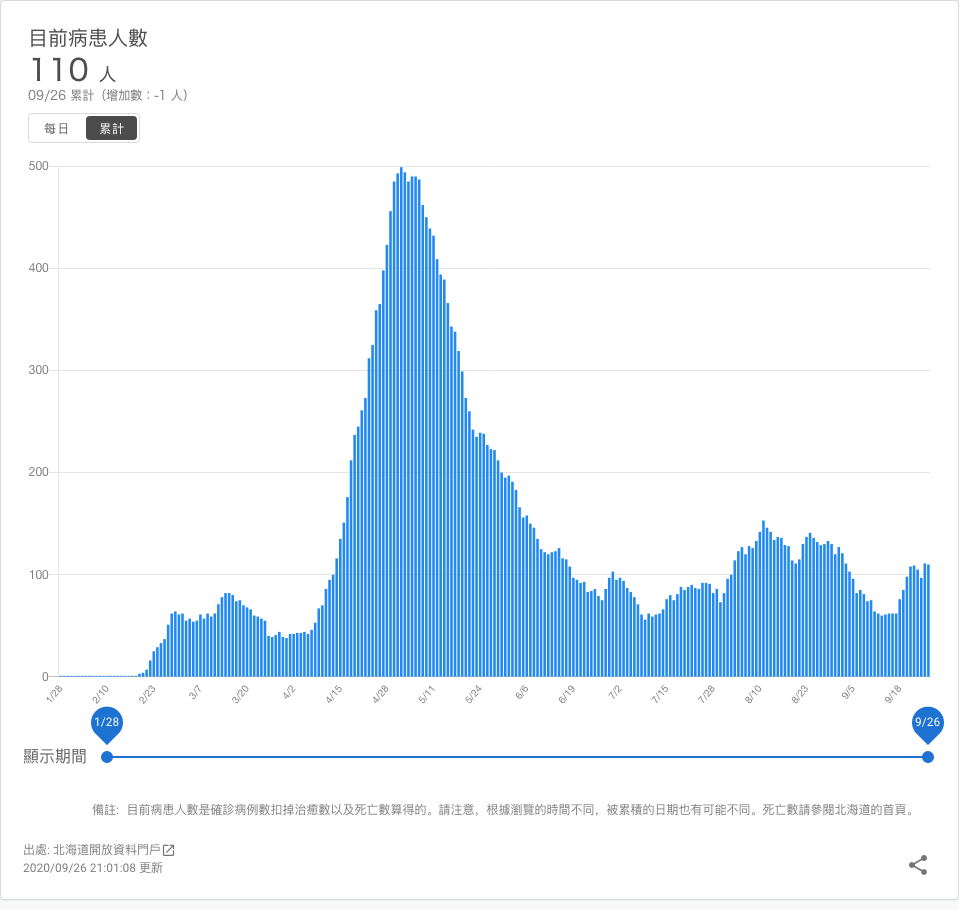 目前病患人數
110 人
09/26 累計（增加數：-1 人）
每日 累計
500
400
300
200
100
0
1/28 2/10 2/23 3/7 3/20 4/2 4/15 4/28 5/11 5/24 6/6 6/19 7/2 7/15 7/28 8/10 8/23 9/5 9/18
1/28 9/26
顯示期間
備註: 目前病患人數是確診病例數扣掉治癒數以及死亡數算得的。請注意，根據瀏覽的時間不同，被累積的日期也有可能不同。死亡數請參閱北海道的首頁。
出處: 北海道開放資料門戶
2020/09/26 21:01:08 更新